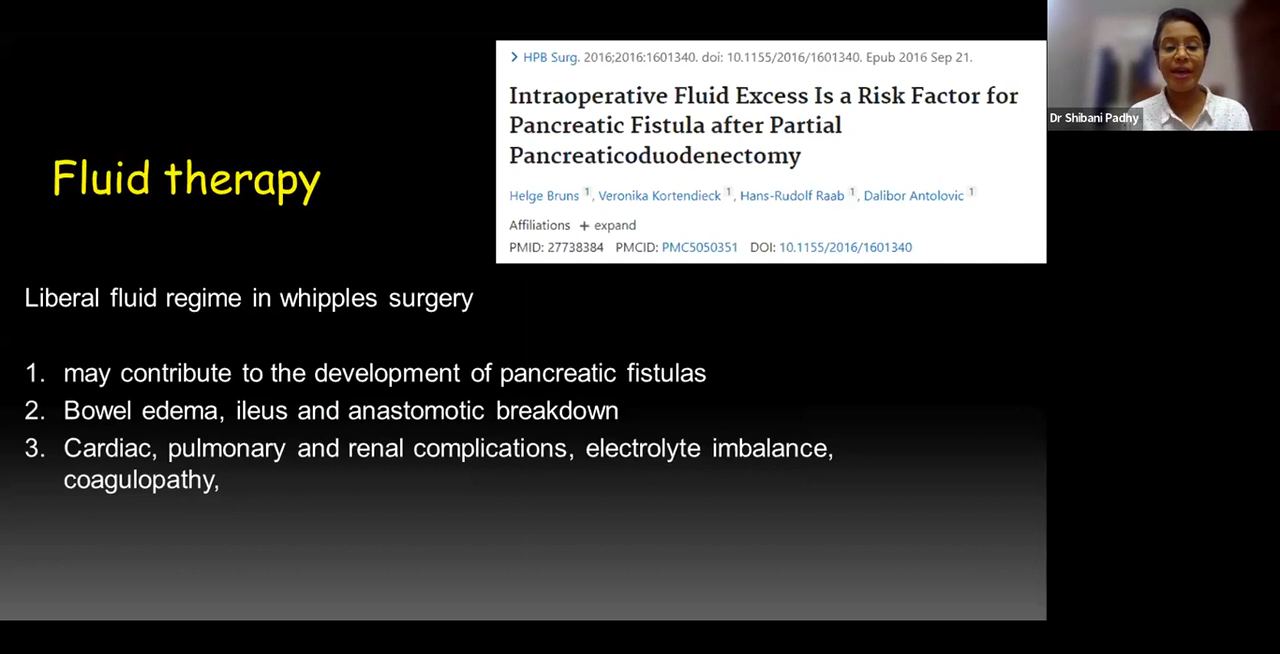 Fluid therapy
> HPB Surg. 2016;2016:1601340. doi: 10.1155/2016/1601340. Epub 2016 Sep 21.
Intraoperative Fluid Excess Is a Risk Factor for
Pancreatic Fistula after Partial
Pancreaticoduodenectomy
Helge Bruns 1, Veronika Kortendieck 1, Hans-Rudolf Raab 1, Dalibor Antolovic 1
Affiliations + expand
PMID: 27738384 PMCID: PMC5050351 DOI: 10.1155/2016/1601340
Dr Shibani Padhy
Liberal fluid regime in whipples surgery
1. may contribute to the development of pancreatic fistulas
2. Bowel edema, ileus and anastomotic breakdown
3. Cardiac, pulmonary and renal complications, electrolyte imbalance,
coagulopathy,